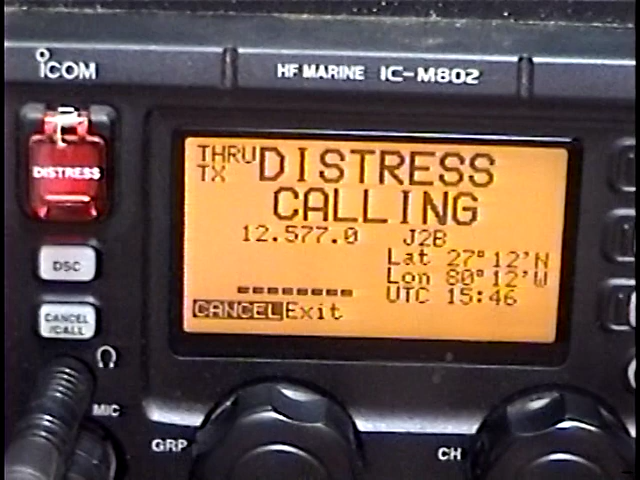 ICOM
HF MARINE IC-M802
DISTRESS
THRU
TX
DISTRESS
CALLING
12.577.0 J2B
Lat 27°12'N
Lon 80°12'W
UTC 15:46
CANCEL Exit
DSC
CANCEL
/CALL
MIC
GRP
CH